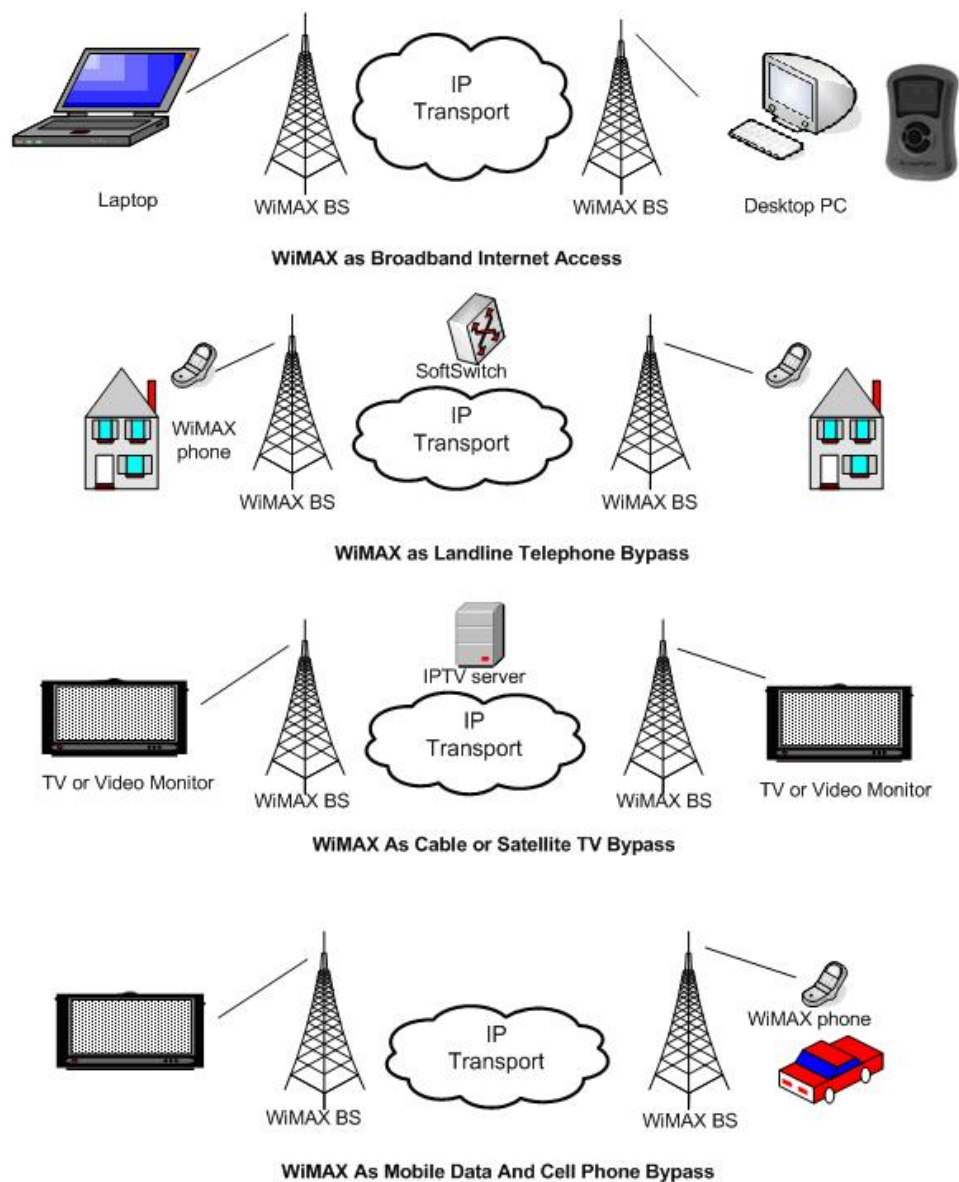 IP
Transport
Laptop
WiMAX BS
WiMAX BS
Desktop PC
WiMAX as Broadband Internet Access
SoftSwitch
WiMAX
phone
IP
Transport
WiMAX BS
WiMAX BS
WiMAX as Landline Telephone Bypass
IPTV server
IP
Transport
TV or Video Monitor
WiMAX BS
WiMAX BS
TV or Video Monitor
WiMAX As Cable or Satellite TV Bypass
IP
Transport
WiMAX phone
WiMAX BS
WiMAX BS
WiMAX As Mobile Data And Cell Phone Bypass